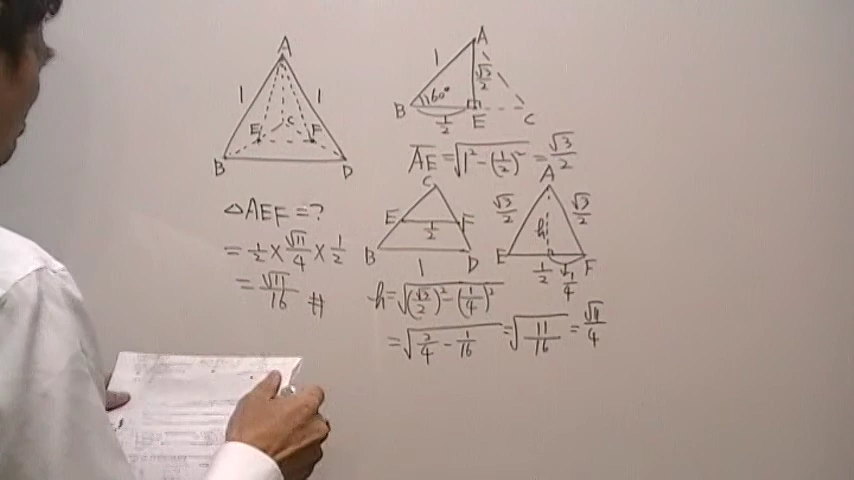 A
1 1
E C F
B D
△AEF=?
= 1/2 × √11/4 × 1/2
= √11/16 #
A
1 √3/2
B 60° E C
1/2
AE = √(1² - (1/2)²) = √3/2
C
E F
1/2
B D
1
A
√3/2 √3/2
h
E F
1/2 1/4
h = √((√3/2)² - (1/4)²)
= √(3/4 - 1/16) = √(11/16) = √11/4